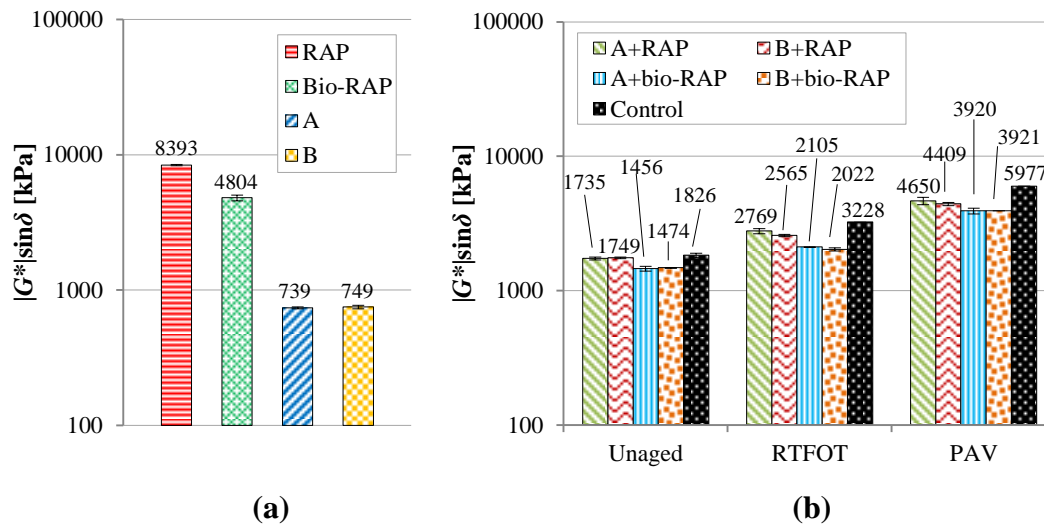 |G*|sinδ [kPa]
100000
10000
1000
100
RAP
Bio-RAP
A
B
8393
4804
739
749
(a)
|G*|sinδ [kPa]
100000
10000
1000
100
A+RAP
B+RAP
A+bio-RAP
B+bio-RAP
Control
1735
1749
1456
1474
1826
2769
2565
2105
2022
3228
4650
4409
3920
3921
5977
Unaged
RTFOT
PAV
(b)